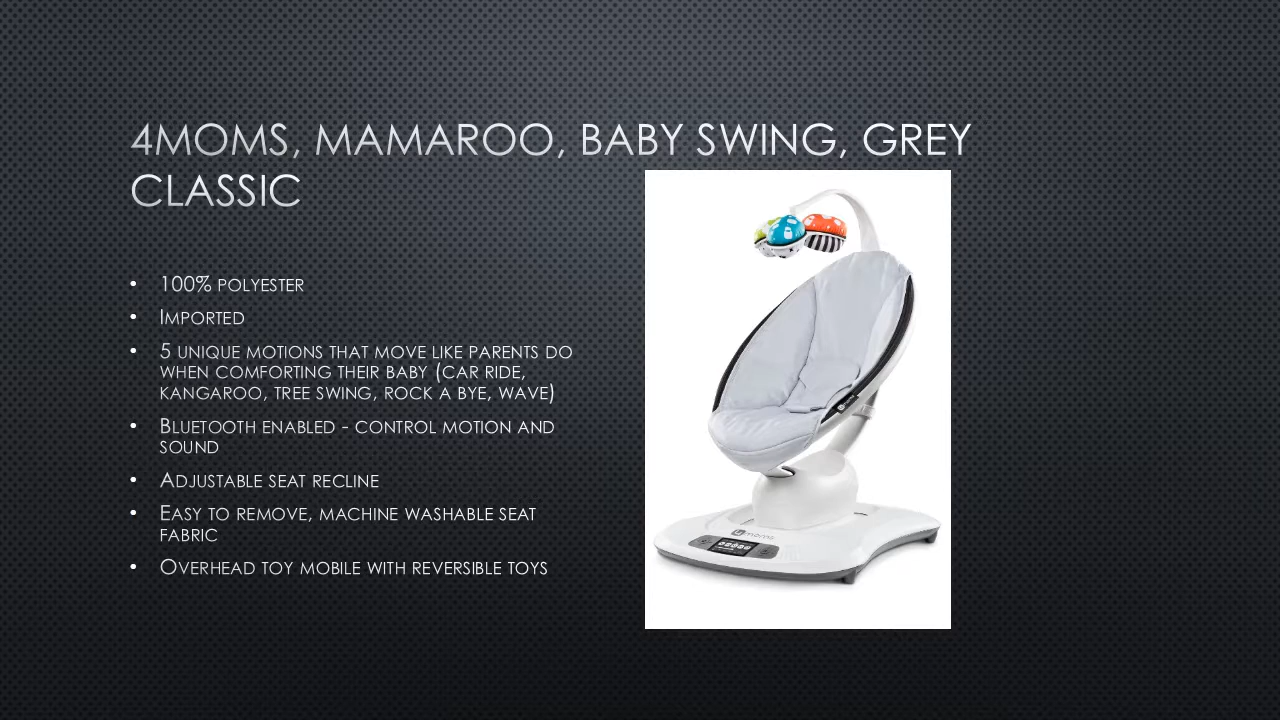 4MOMS, MAMAROO, BABY SWING, GREY
CLASSIC
• 100% POLYESTER
• IMPORTED
• 5 UNIQUE MOTIONS THAT MOVE LIKE PARENTS DO
WHEN COMFORTING THEIR BABY (CAR RIDE,
KANGAROO, TREE SWING, ROCK A BYE, WAVE)
• BLUETOOTH ENABLED - CONTROL MOTION AND
SOUND
• ADJUSTABLE SEAT RECLINE
• EASY TO REMOVE, MACHINE WASHABLE SEAT
FABRIC
• OVERHEAD TOY MOBILE WITH REVERSIBLE TOYS